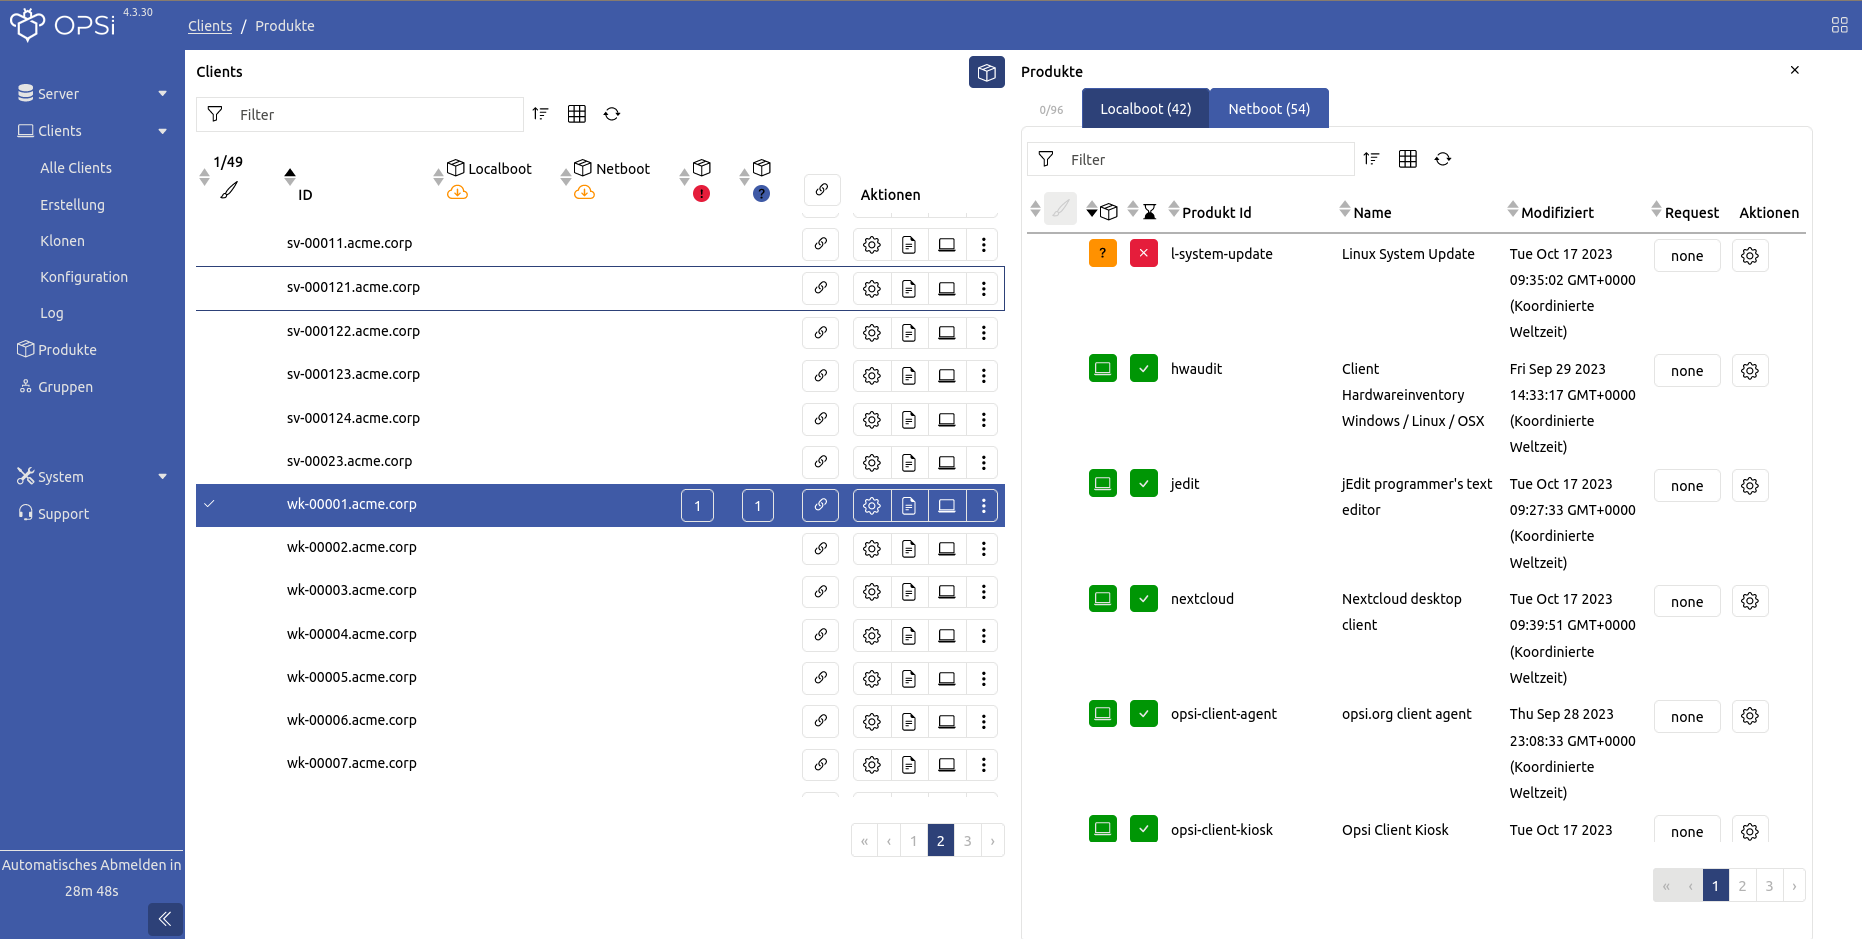 OPSi 4.3.30
Clients / Produkte
Server
Clients
Alle Clients
Erstellung
Klonen
Konfiguration
Log
Produkte
Gruppen
System
Support
Automatisches Abmelden in
28m 48s
Clients
Filter
1/49
ID
Localboot
Netboot
!
?
Aktionen
sv-00011.acme.corp
sv-000121.acme.corp
sv-000122.acme.corp
sv-000123.acme.corp
sv-000124.acme.corp
sv-00023.acme.corp
wk-00001.acme.corp 1 1
wk-00002.acme.corp
wk-00003.acme.corp
wk-00004.acme.corp
wk-00005.acme.corp
wk-00006.acme.corp
wk-00007.acme.corp
« ‹ 1 2 3 ›
Produkte
0/96 Localboot (42) Netboot (54)
Filter
Produkt Id Name Modifiziert Request Aktionen
? l-system-update Linux System Update Tue Oct 17 2023 none
09:35:02 GMT+0000
(Koordinierte
Weltzeit)
hwaudit Client Fri Sep 29 2023 none
Hardwareinventory 14:33:17 GMT+0000
Windows / Linux / OSX (Koordinierte
Weltzeit)
jedit jEdit programmer's text Tue Oct 17 2023 none
editor 09:27:33 GMT+0000
(Koordinierte
Weltzeit)
nextcloud Nextcloud desktop Tue Oct 17 2023 none
client 09:39:51 GMT+0000
(Koordinierte
Weltzeit)
opsi-client-agent opsi.org client agent Thu Sep 28 2023 none
23:08:33 GMT+0000
(Koordinierte
Weltzeit)
opsi-client-kiosk Opsi Client Kiosk Tue Oct 17 2023 none
« ‹ 1 2 3 ›